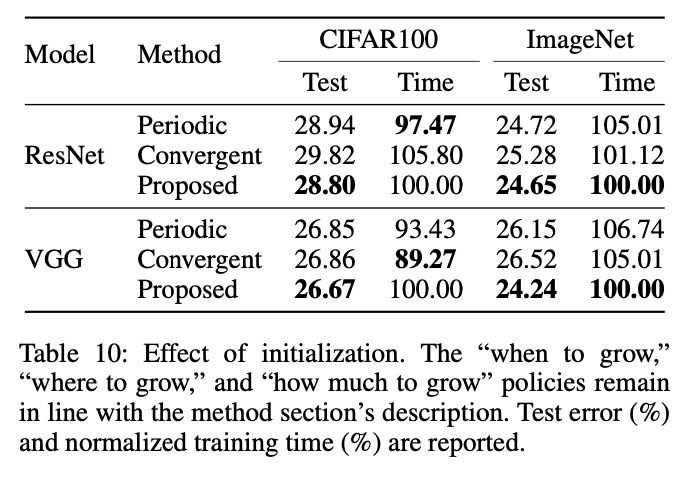 Model Method CIFAR100 ImageNet
Test Time Test Time
Periodic 28.94 97.47 24.72 105.01
ResNet Convergent 29.82 105.80 25.28 101.12
Proposed 28.80 100.00 24.65 100.00
Periodic 26.85 93.43 26.15 106.74
VGG Convergent 26.86 89.27 26.52 105.01
Proposed 26.67 100.00 24.24 100.00
Table 10: Effect of initialization. The “when to grow,”
“where to grow,” and “how much to grow” policies remain
in line with the method section’s description. Test error (%)
and normalized training time (%) are reported.